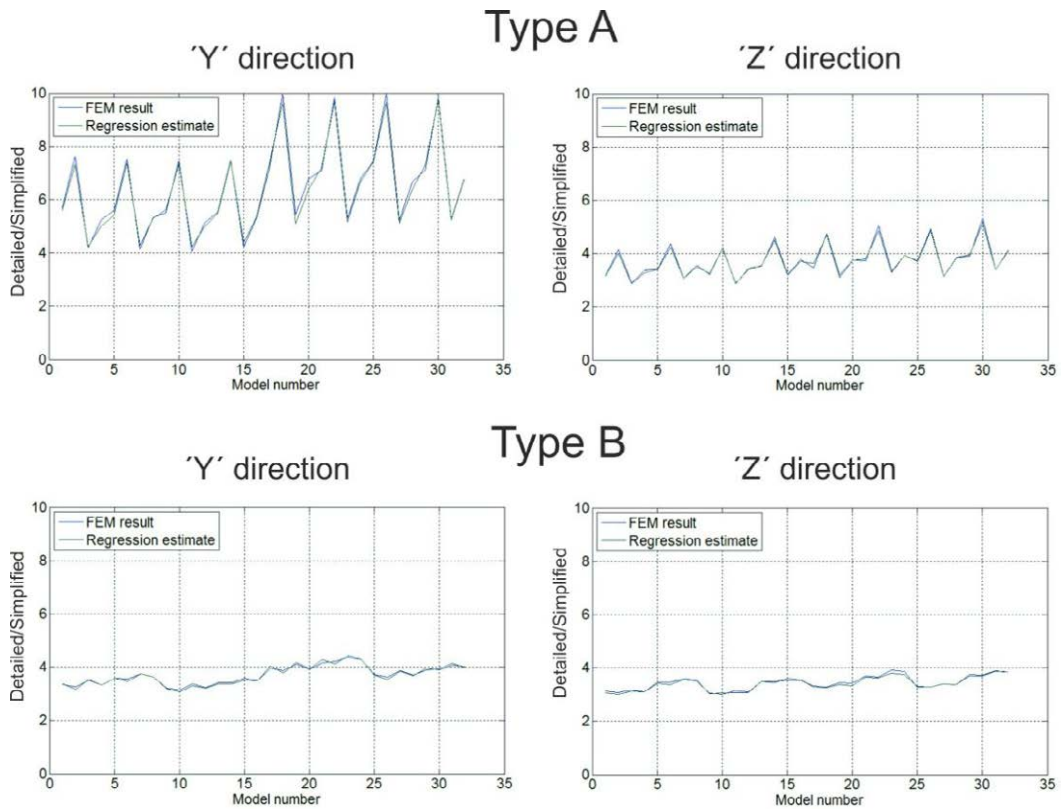 Type A
´Y´ direction
FEM result
Regression estimate
Detailed/Simplified
10
8
6
4
2
0
0 5 10 15 20 25 30 35
Model number
´Z´ direction
FEM result
Regression estimate
Detailed/Simplified
10
8
6
4
2
0
0 5 10 15 20 25 30 35
Model number
Type B
´Y´ direction
FEM result
Regression estimate
Detailed/Simplified
10
8
6
4
2
0
0 5 10 15 20 25 30 35
Model number
´Z´ direction
FEM result
Regression estimate
Detailed/Simplified
10
8
6
4
2
0
0 5 10 15 20 25 30 35
Model number